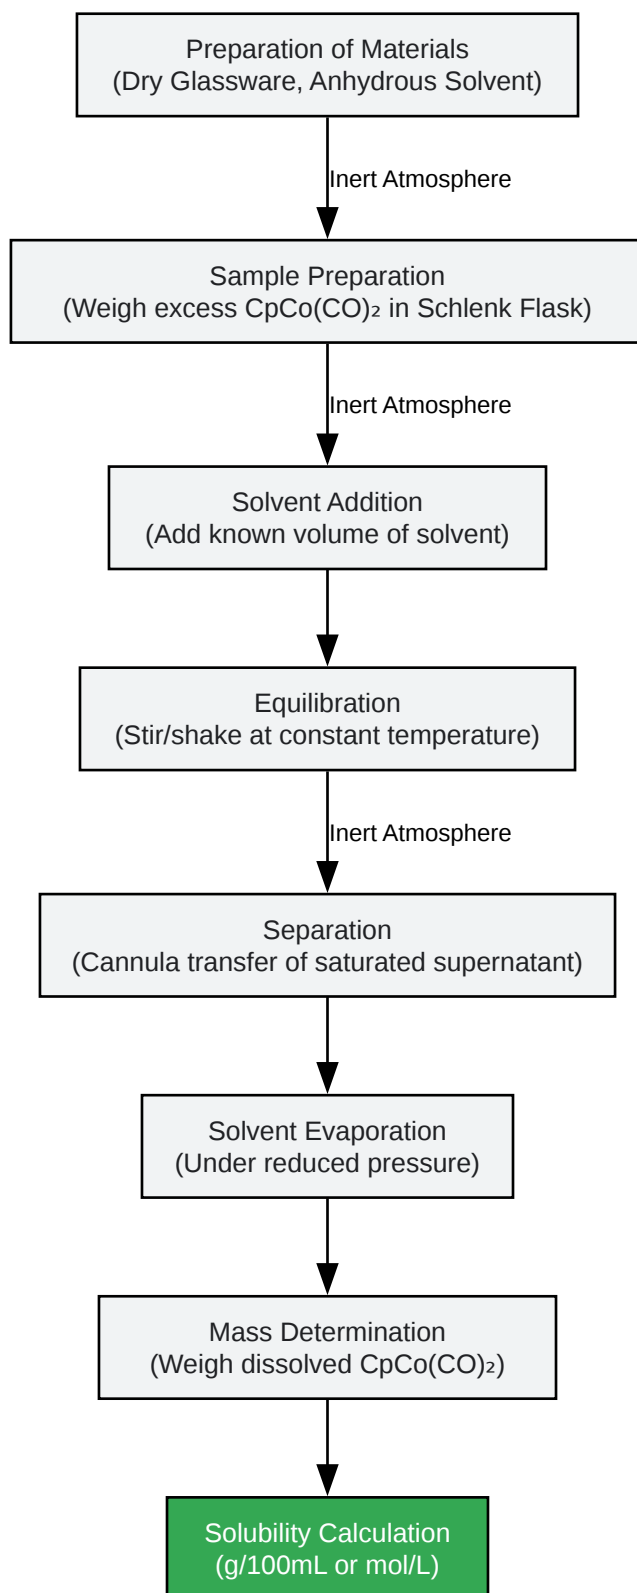 Preparation of Materials
(Dry Glassware, Anhydrous Solvent)
Inert Atmosphere
Sample Preparation
(Weigh excess CpCo(CO)₂ in Schlenk Flask)
Inert Atmosphere
Solvent Addition
(Add known volume of solvent)
Equilibration
(Stir/shake at constant temperature)
Inert Atmosphere
Separation
(Cannula transfer of saturated supernatant)
Solvent Evaporation
(Under reduced pressure)
Mass Determination
(Weigh dissolved CpCo(CO)₂)
Solubility Calculation
(g/100mL or mol/L)